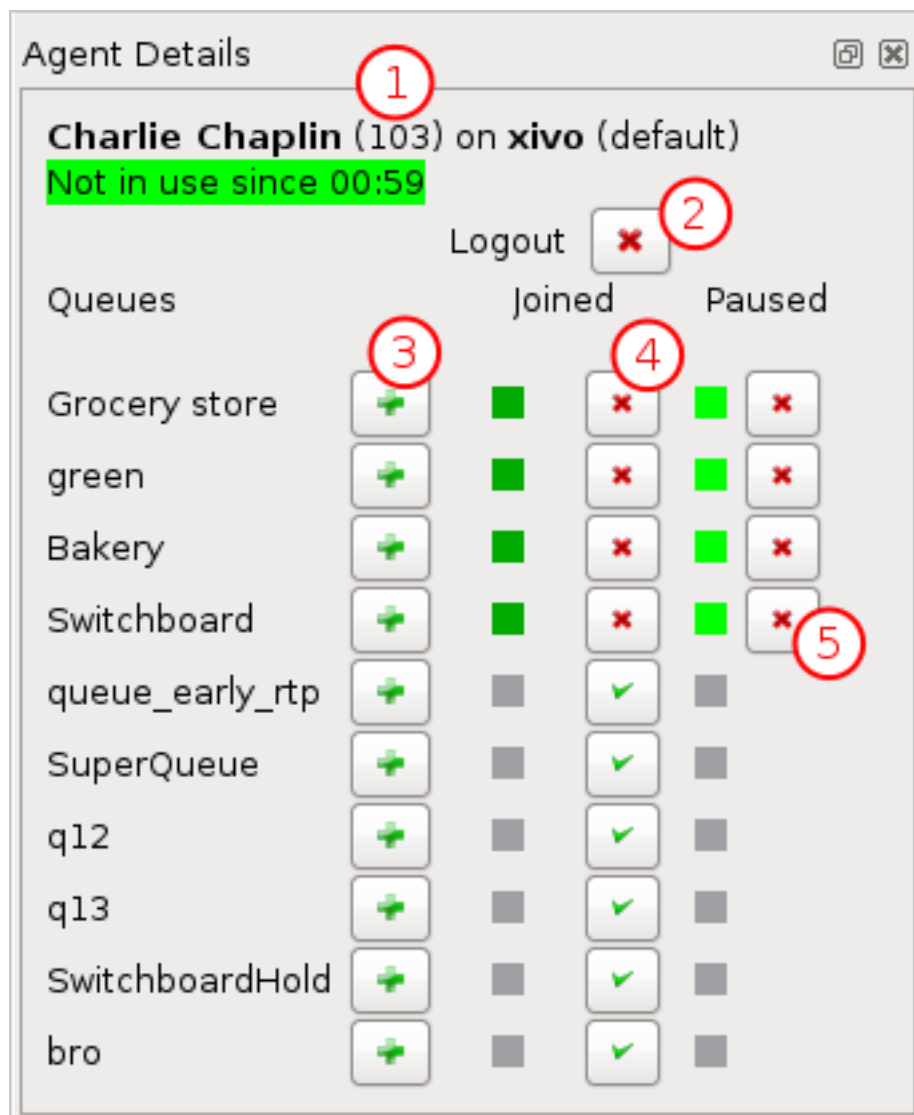 Agent Details
1
Charlie Chaplin (103) on xivo (default)
Not in use since 00:59
2
Logout
Queues Joined Paused
3 4
Grocery store
green
Bakery
Switchboard
5
queue_early_rtp
SuperQueue
q12
q13
SwitchboardHold
bro